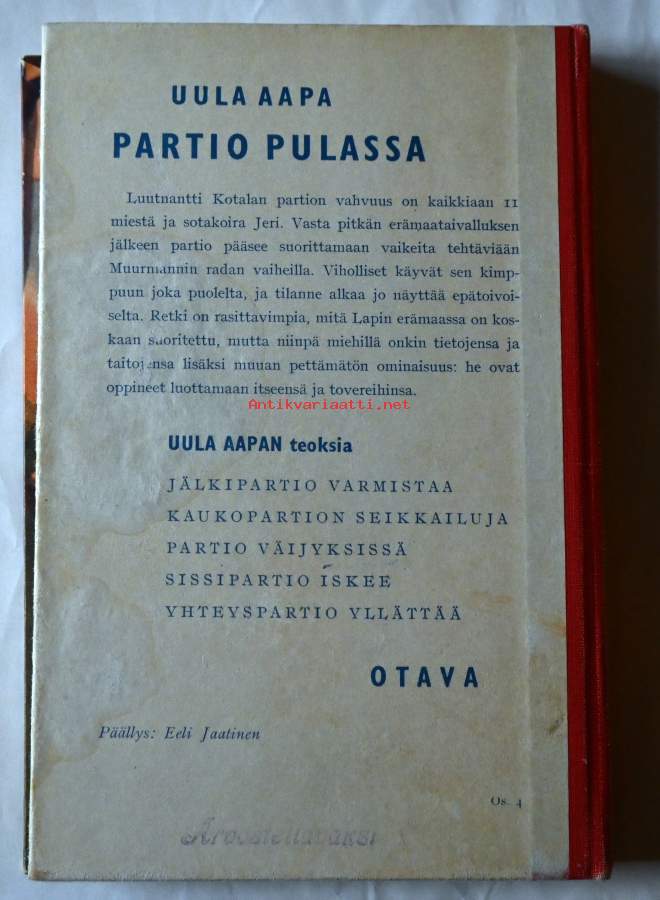 UULA AAPA
PARTIO PULASSA
Luutnantti Kotalan partion vahvuus on kaikkiaan 11
miestä ja sotakoira Jeri. Vasta pitkän erämaataivalluksen
jälkeen partio pääsee suorittamaan vaikeita tehtäviään
Muurmannin radan vaiheilla. Viholliset käyvät sen kimp-
puun joka puolelta, ja tilanne alkaa jo näyttää epätoivoi-
selta. Retki on rasittavimpia, mitä Lapin erämaassa on kos-
kaan suoritettu, mutta niinpä miehillä onkin tietojensa ja
taitojensa lisäksi muuan pettämätön ominaisuus: he ovat
oppineet luottamaan itseensä ja tovereihinsa.
Antikvariaatti.net
UULA AAPAN teoksia
JÄLKIPARTIO VARMISTAA
KAUKOPARTION SEIKKAILUJA
PARTIO VÄIJYKSISSÄ
SISSIPARTIO ISKEE
YHTEYSPARTIO YLLÄTTÄÄ
OTAVA
Päällys: Eeli Jaatinen
Os. 4
Arvosteltavaksi